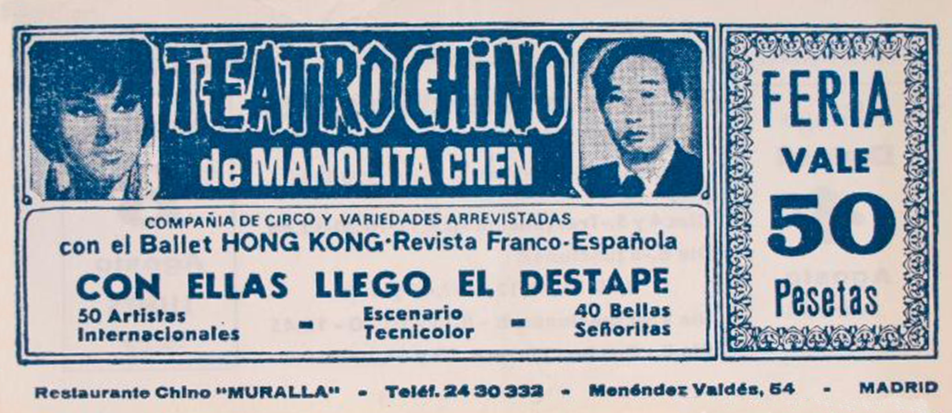 TEATRO CHINO
de MANOLITA CHEN
COMPAÑIA DE CIRCO Y VARIEDADES ARREVISTADAS
con el Ballet HONG KONG·Revista Franco-Española
CON ELLAS LLEGO EL DESTAPE
50 Artistas Internacionales - Escenario Tecnicolor - 40 Bellas Señoritas
FERIA
VALE
50
Pesetas
Restaurante Chino "MURALLA" - Teléf. 24 30 332 - Menéndez Valdés, 54 - MADRID